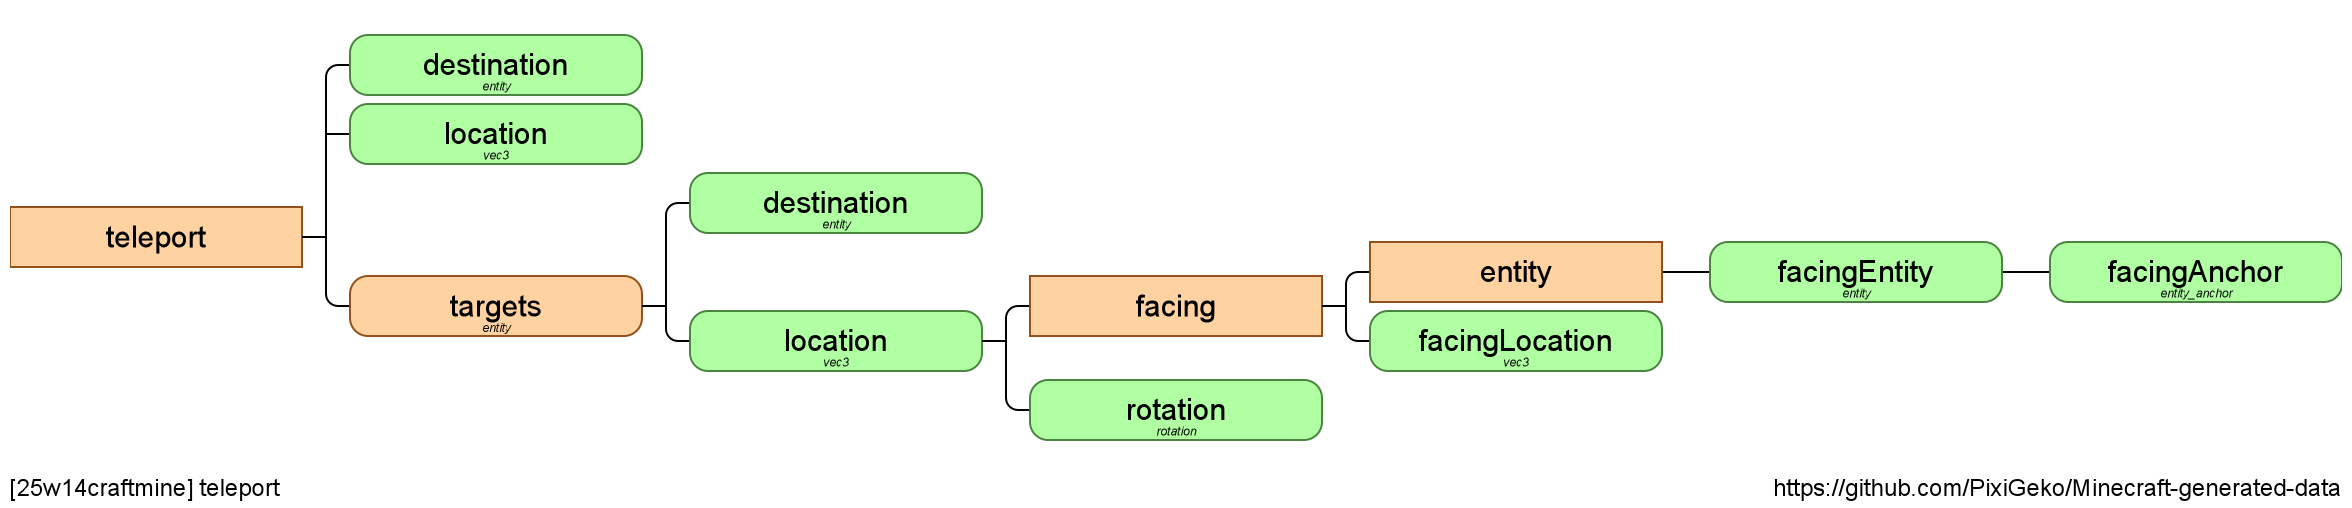 destination
entity
location
vec3
destination
entity
teleport
entity
facingEntity
entity
facingAnchor
entity_anchor
targets
entity
facing
location
vec3
facingLocation
vec3
rotation
rotation
[25w14craftmine] teleport
https://github.com/PixiGeko/Minecraft-generated-data